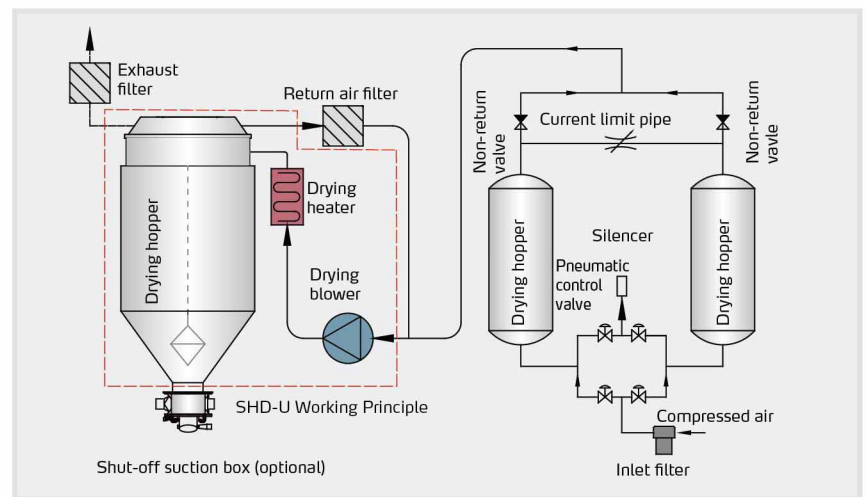 Exhaust
filter
Return air filter
Drying hopper
Drying
heater
Drying
blower
SHD-U Working Principle
Shut-off suction box (optional)
Non-return
valve
Current limit pipe
Non-return
vavle
Drying hopper
Silencer
Pneumatic
control
valve
Drying hopper
Compressed air
Inlet filter